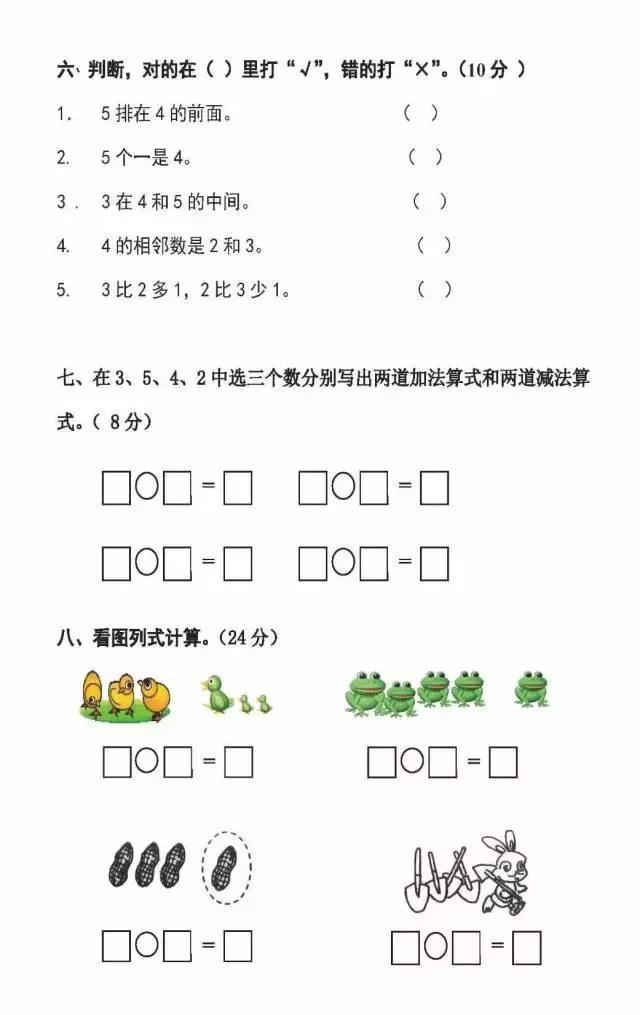 六、判断，对的在（ ）里打“√”，错的打“×”。（10 分 ）
1. 5 排在 4 的前面。 （ ）
2. 5 个一是 4。 （ ）
3 . 3 在 4 和 5 的中间。 （ ）
4. 4 的相邻数是 2 和 3。 （ ）
5. 3 比 2 多 1，2 比 3 少 1。 （ ）
七、在 3、5、4、2 中选三个数分别写出两道加法算式和两道减法算
式。（ 8 分）
□○□=□ □○□=□
□○□=□ □○□=□
八、看图列式计算。（24 分）
□○□=□ □○□=□
□○□=□ □○□=□